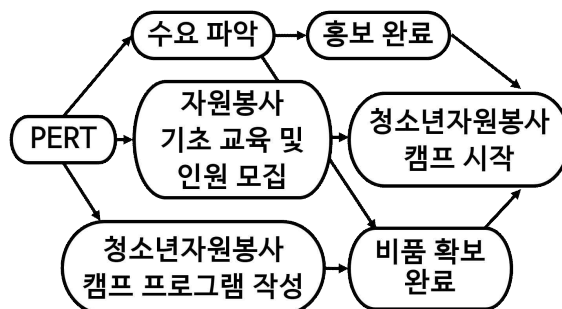 수요 파악
홍보 완료
PERT
자원봉사
기초 교육 및
인원 모집
청소년자원봉사
캠프 시작
청소년자원봉사
캠프 프로그램 작성
비품 확보
완료